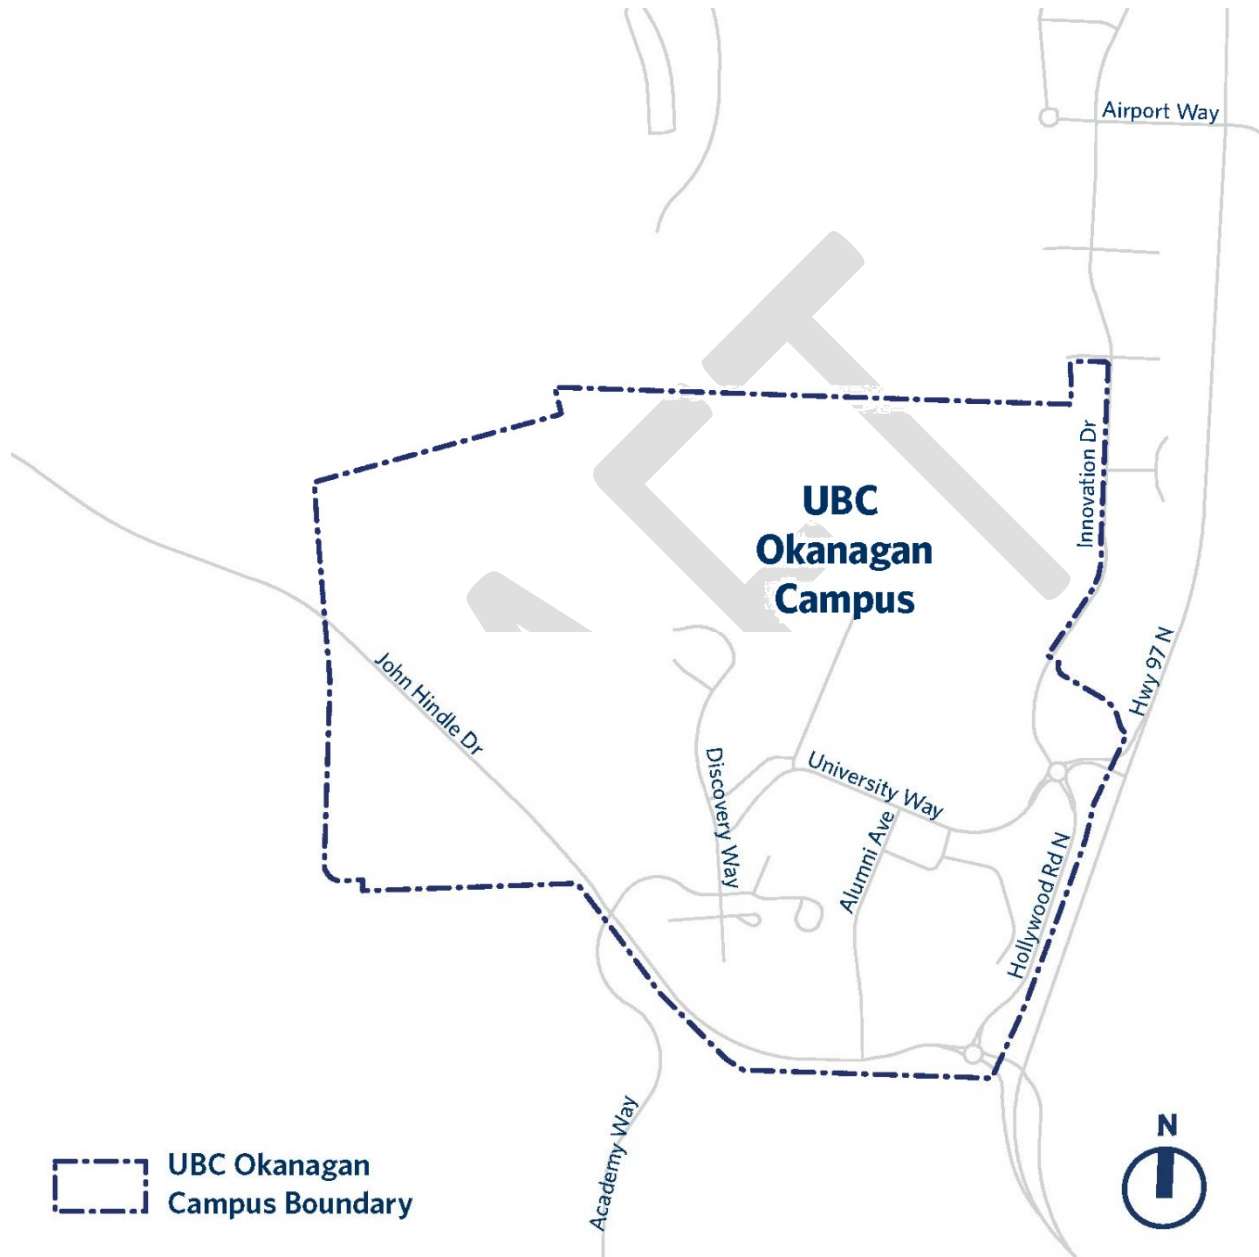 Airport Way
Innovation Dr
UBC
Okanagan
Campus
Hwy 97 N
John Hindle Dr
Discovery Way
University Way
Alumni Ave
Hollywood Rd N
Academy Way
N
UBC Okanagan
Campus Boundary